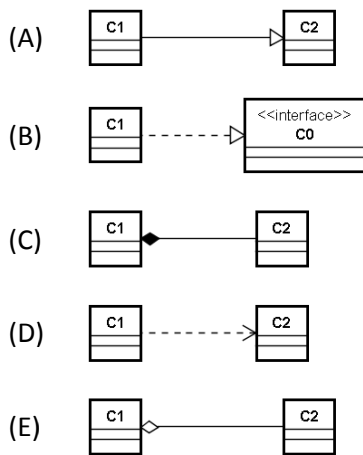 (A) C1 C2
(B) C1 <<interface>> C0
(C) C1 C2
(D) C1 C2
(E) C1 C2